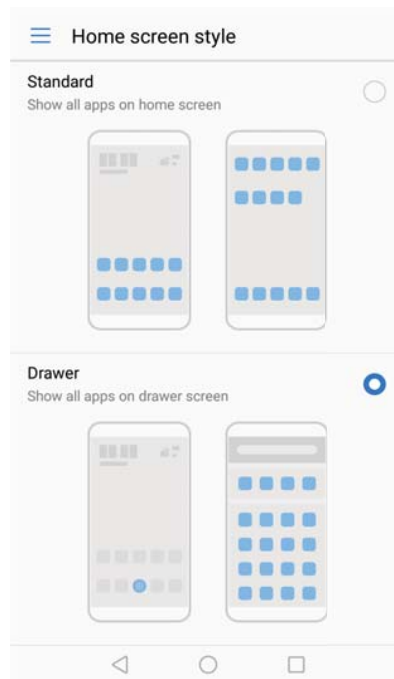 Home screen style
Standard
Show all apps on home screen
Drawer
Show all apps on drawer screen